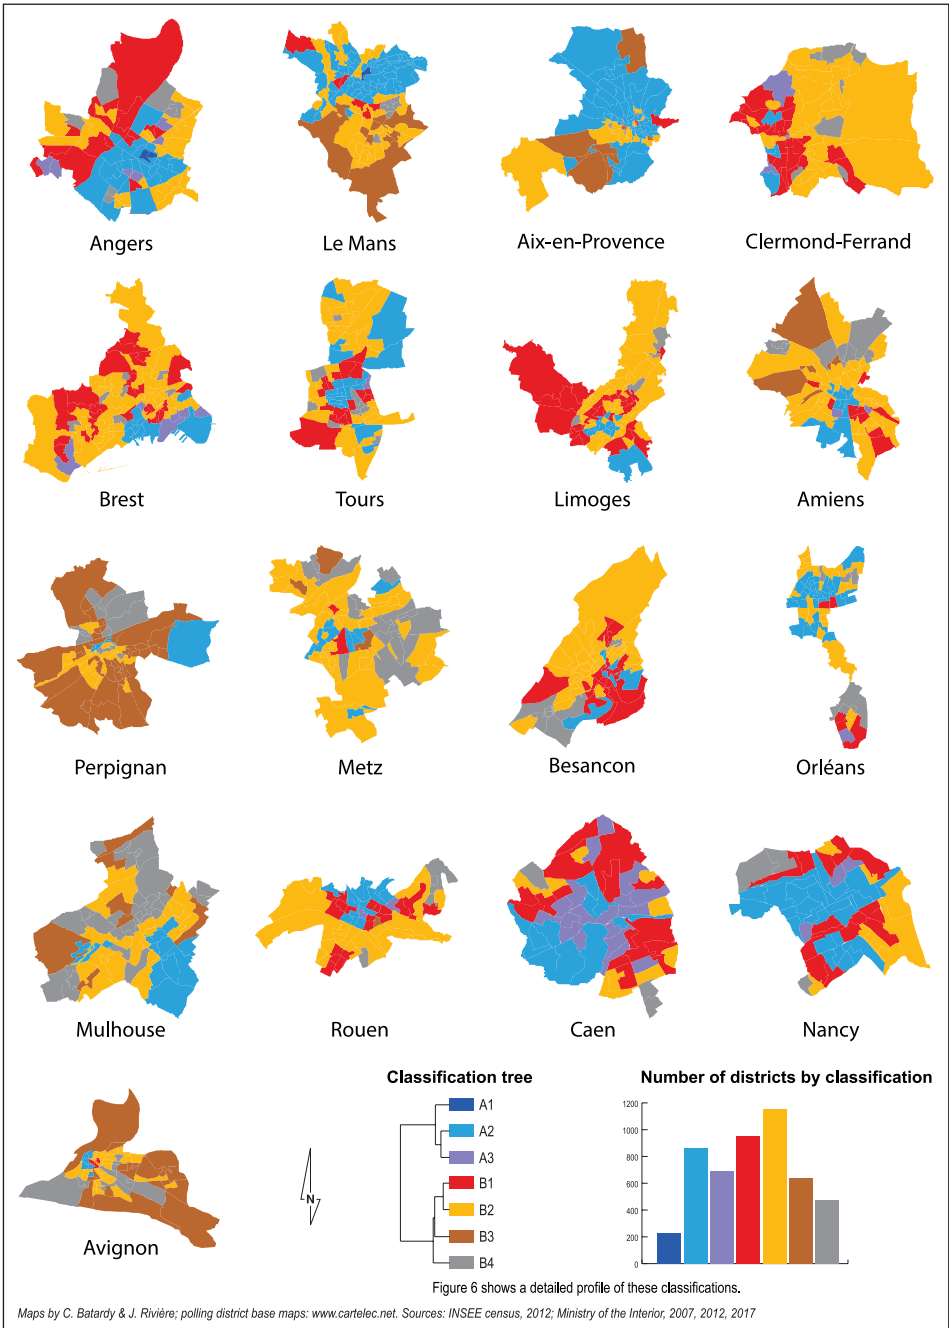 Angers
Le Mans
Aix-en-Provence
Clermond-Ferrand
Brest
Tours
Limoges
Amiens
Perpignan
Metz
Besancon
Orléans
Mulhouse
Rouen
Caen
Nancy
Avignon
N
Classification tree
A1
A2
A3
B1
B2
B3
B4
Number of districts by classification
1200
1000
800
600
400
200
0
Figure 6 shows a detailed profile of these classifications.
Maps by C. Batardy & J. Rivière; polling district base maps: www.cartelec.net. Sources: INSEE census, 2012; Ministry of the Interior, 2007, 2012, 2017